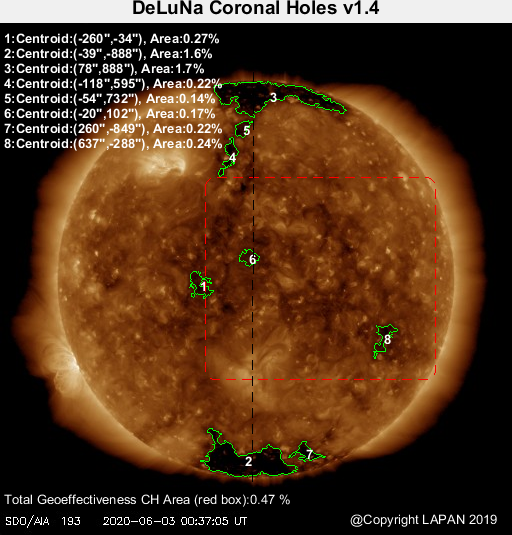 DeLuNa Coronal Holes v1.4
1:Centroid:(-260",-34"), Area:0.27%
2:Centroid:(-39",-888"), Area:1.6%
3:Centroid:(78",888"), Area:1.7%
4:Centroid:(-118",595"), Area:0.22%
5:Centroid:(-54",732"), Area:0.14%
6:Centroid:(-20",102"), Area:0.17%
7:Centroid:(260",-849"), Area:0.22%
8:Centroid:(637",-288"), Area:0.24%
3
5
4
6
1
8
2
7
Total Geoeffectiveness CH Area (red box):0.47 %
SDO/AIA 193 2020-06-03 00:37:05 UT
@Copyright LAPAN 2019